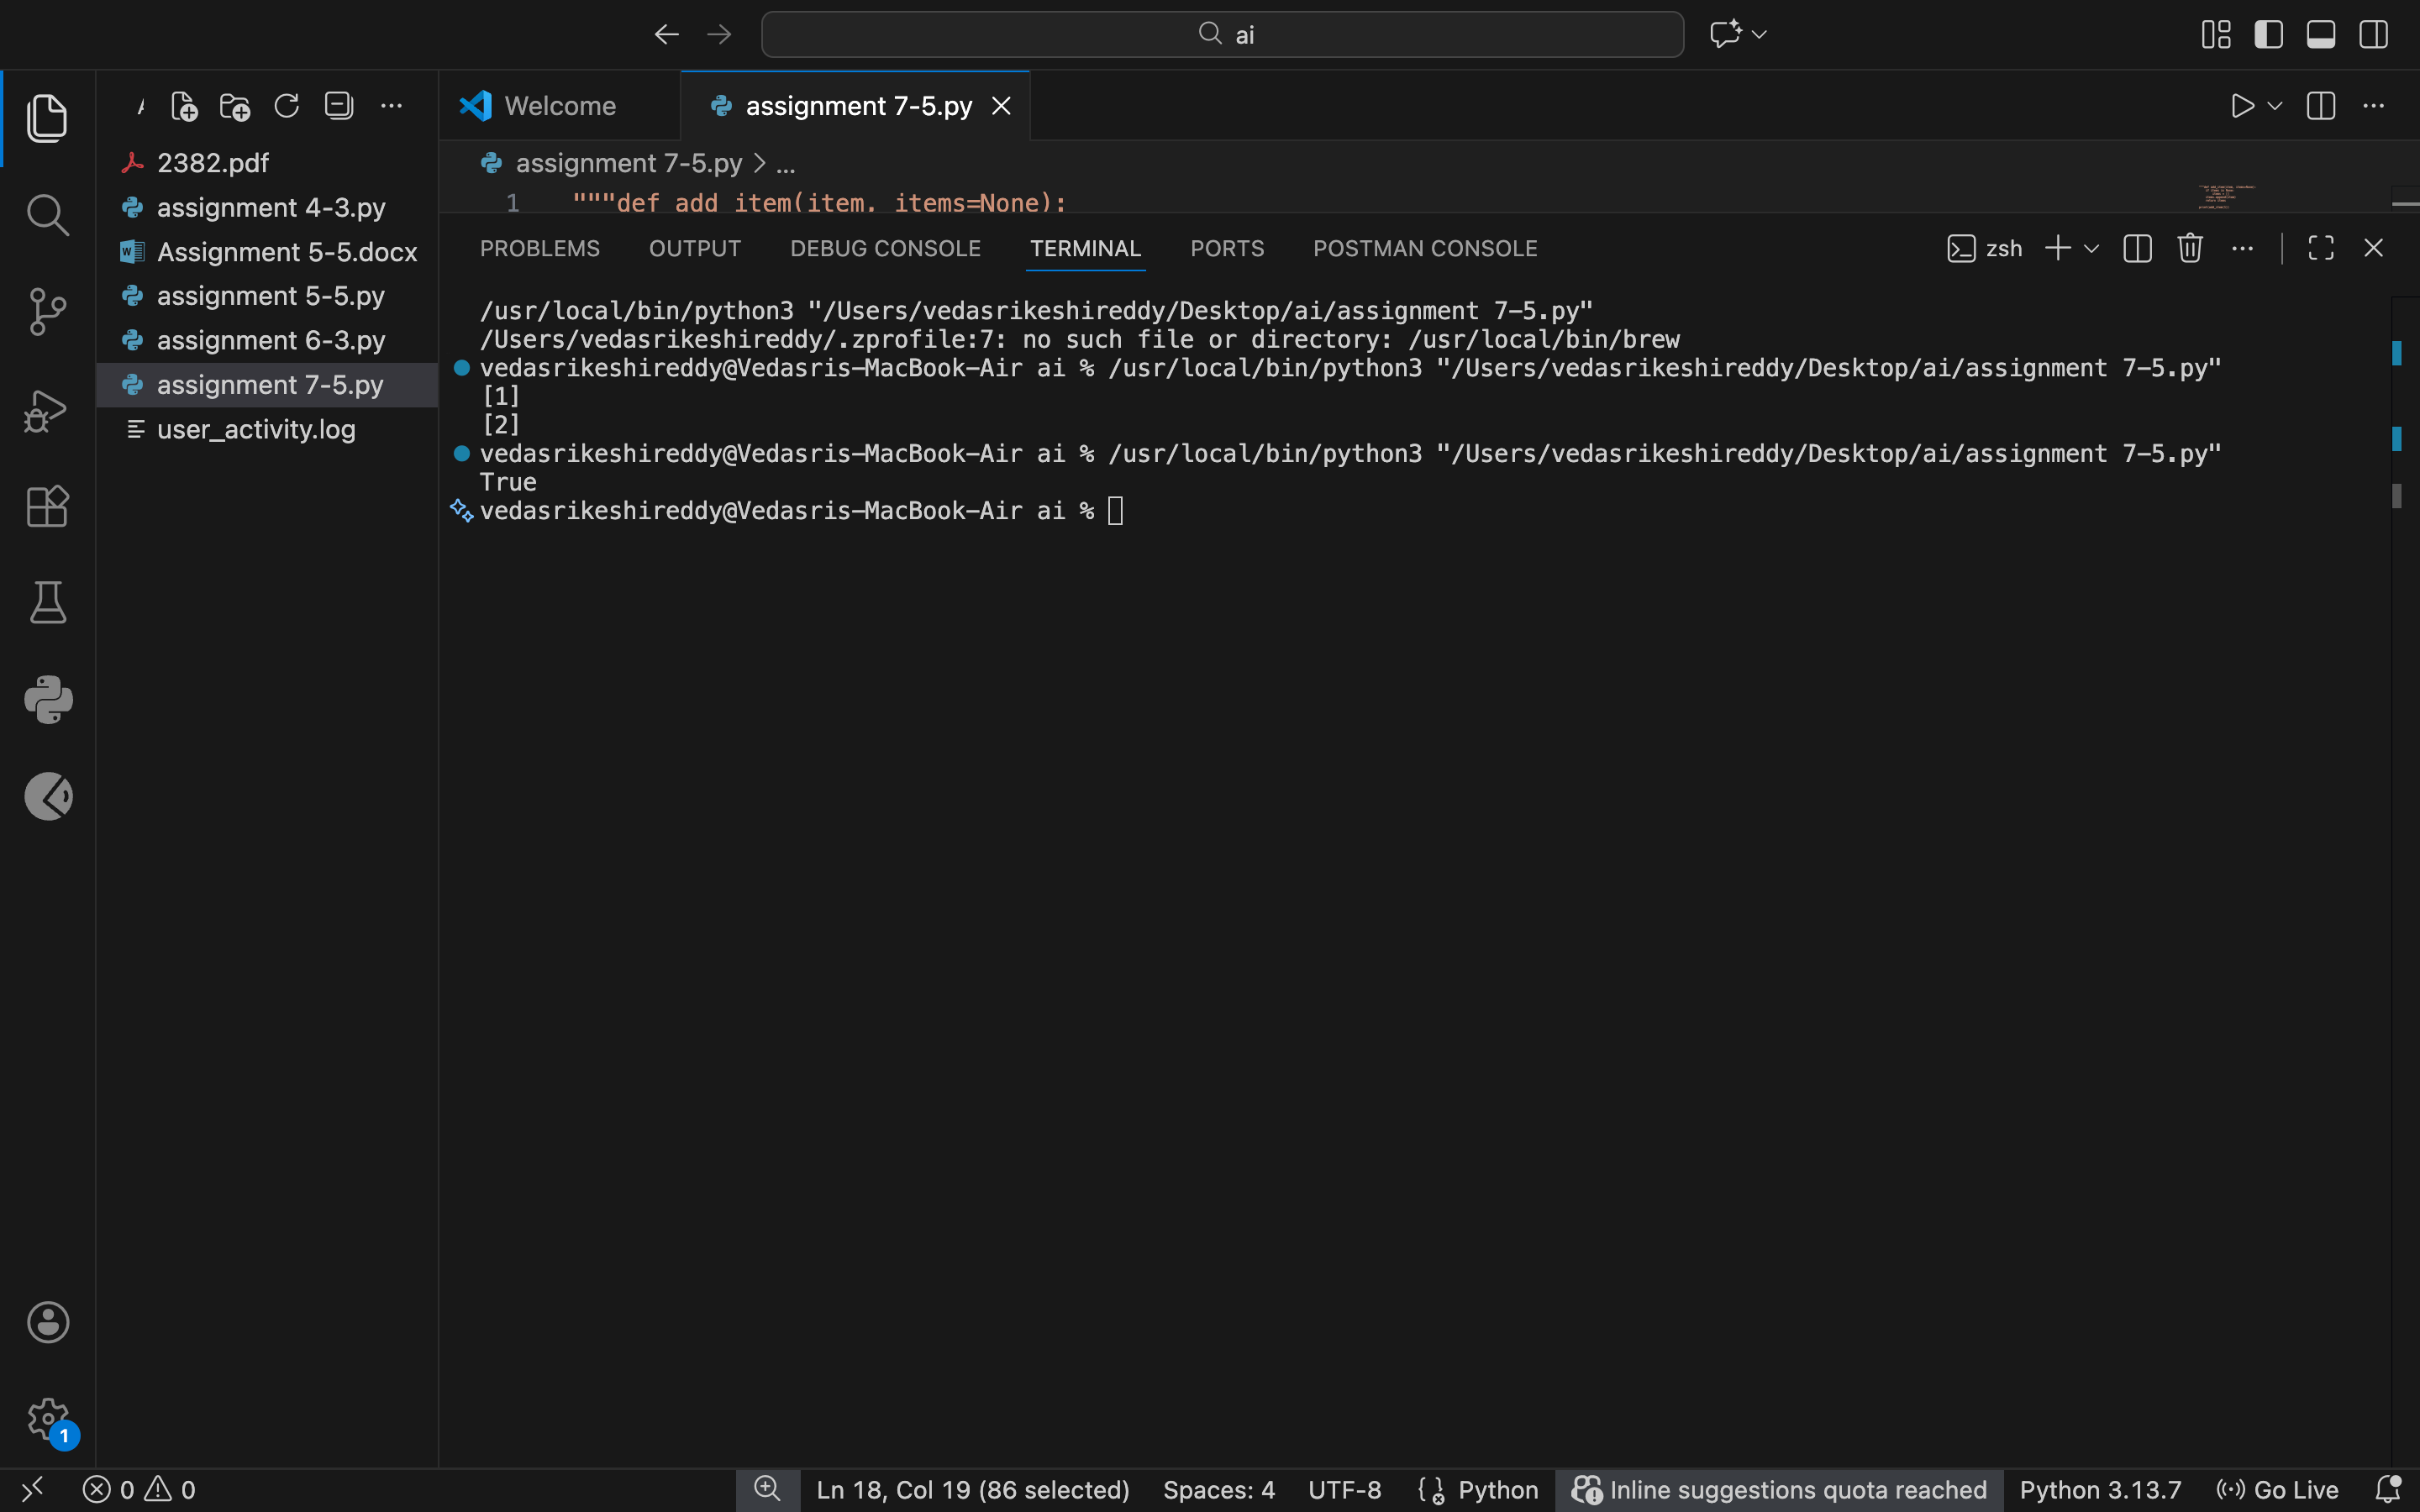 ai
Welcome
assignment 7-5.py
2382.pdf
assignment 4-3.py
Assignment 5-5.docx
assignment 5-5.py
assignment 6-3.py
assignment 7-5.py
user_activity.log
assignment 7-5.py > ...
1 """def add_item(item, items=None):
PROBLEMS OUTPUT DEBUG CONSOLE TERMINAL PORTS POSTMAN CONSOLE
zsh
/usr/local/bin/python3 "/Users/vedasrikeshireddy/Desktop/ai/assignment 7-5.py"
/Users/vedasrikeshireddy/.zprofile:7: no such file or directory: /usr/local/bin/brew
vedasrikeshireddy@Vedasris-MacBook-Air ai % /usr/local/bin/python3 "/Users/vedasrikeshireddy/Desktop/ai/assignment 7-5.py"
[1]
[2]
vedasrikeshireddy@Vedasris-MacBook-Air ai % /usr/local/bin/python3 "/Users/vedasrikeshireddy/Desktop/ai/assignment 7-5.py"
True
vedasrikeshireddy@Vedasris-MacBook-Air ai %
1
0 0
Ln 18, Col 19 (86 selected) Spaces: 4 UTF-8 Python Inline suggestions quota reached Python 3.13.7 Go Live